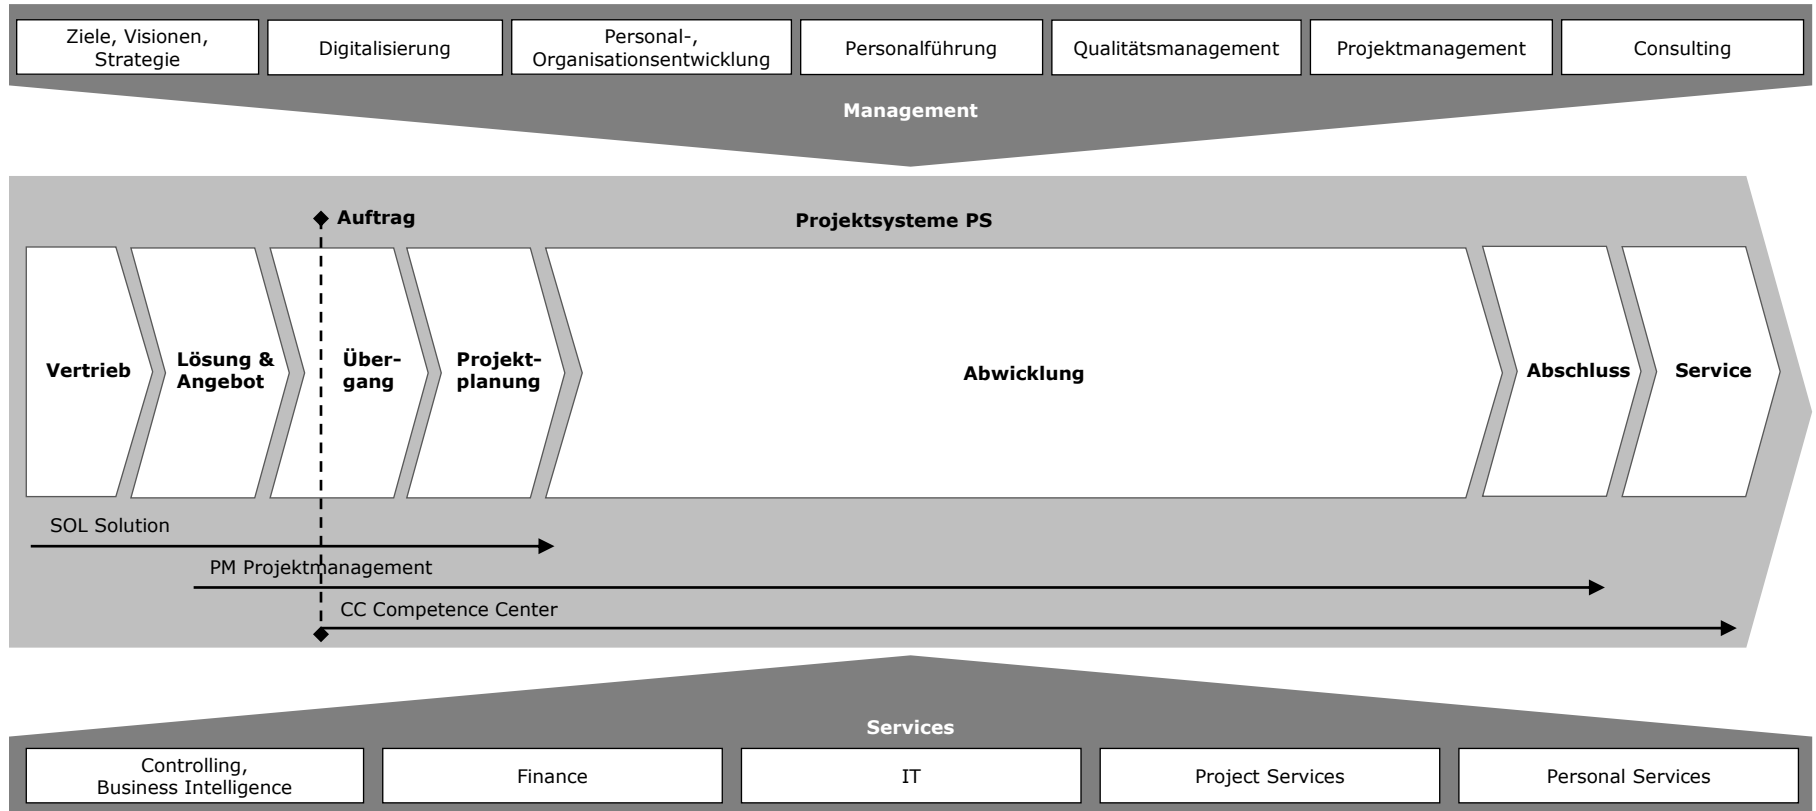 Ziele, Visionen,
Strategie
Digitalisierung
Personal-,
Organisationsentwicklung
Personalführung
Qualitätsmanagement
Projektmanagement
Consulting
Management
Auftrag
Projektsysteme PS
Vertrieb
Lösung &
Angebot
Über-
gang
Projekt-
planung
Abwicklung
Abschluss
Service
SOL Solution
PM Projektmanagement
CC Competence Center
Services
Controlling,
Business Intelligence
Finance
IT
Project Services
Personal Services